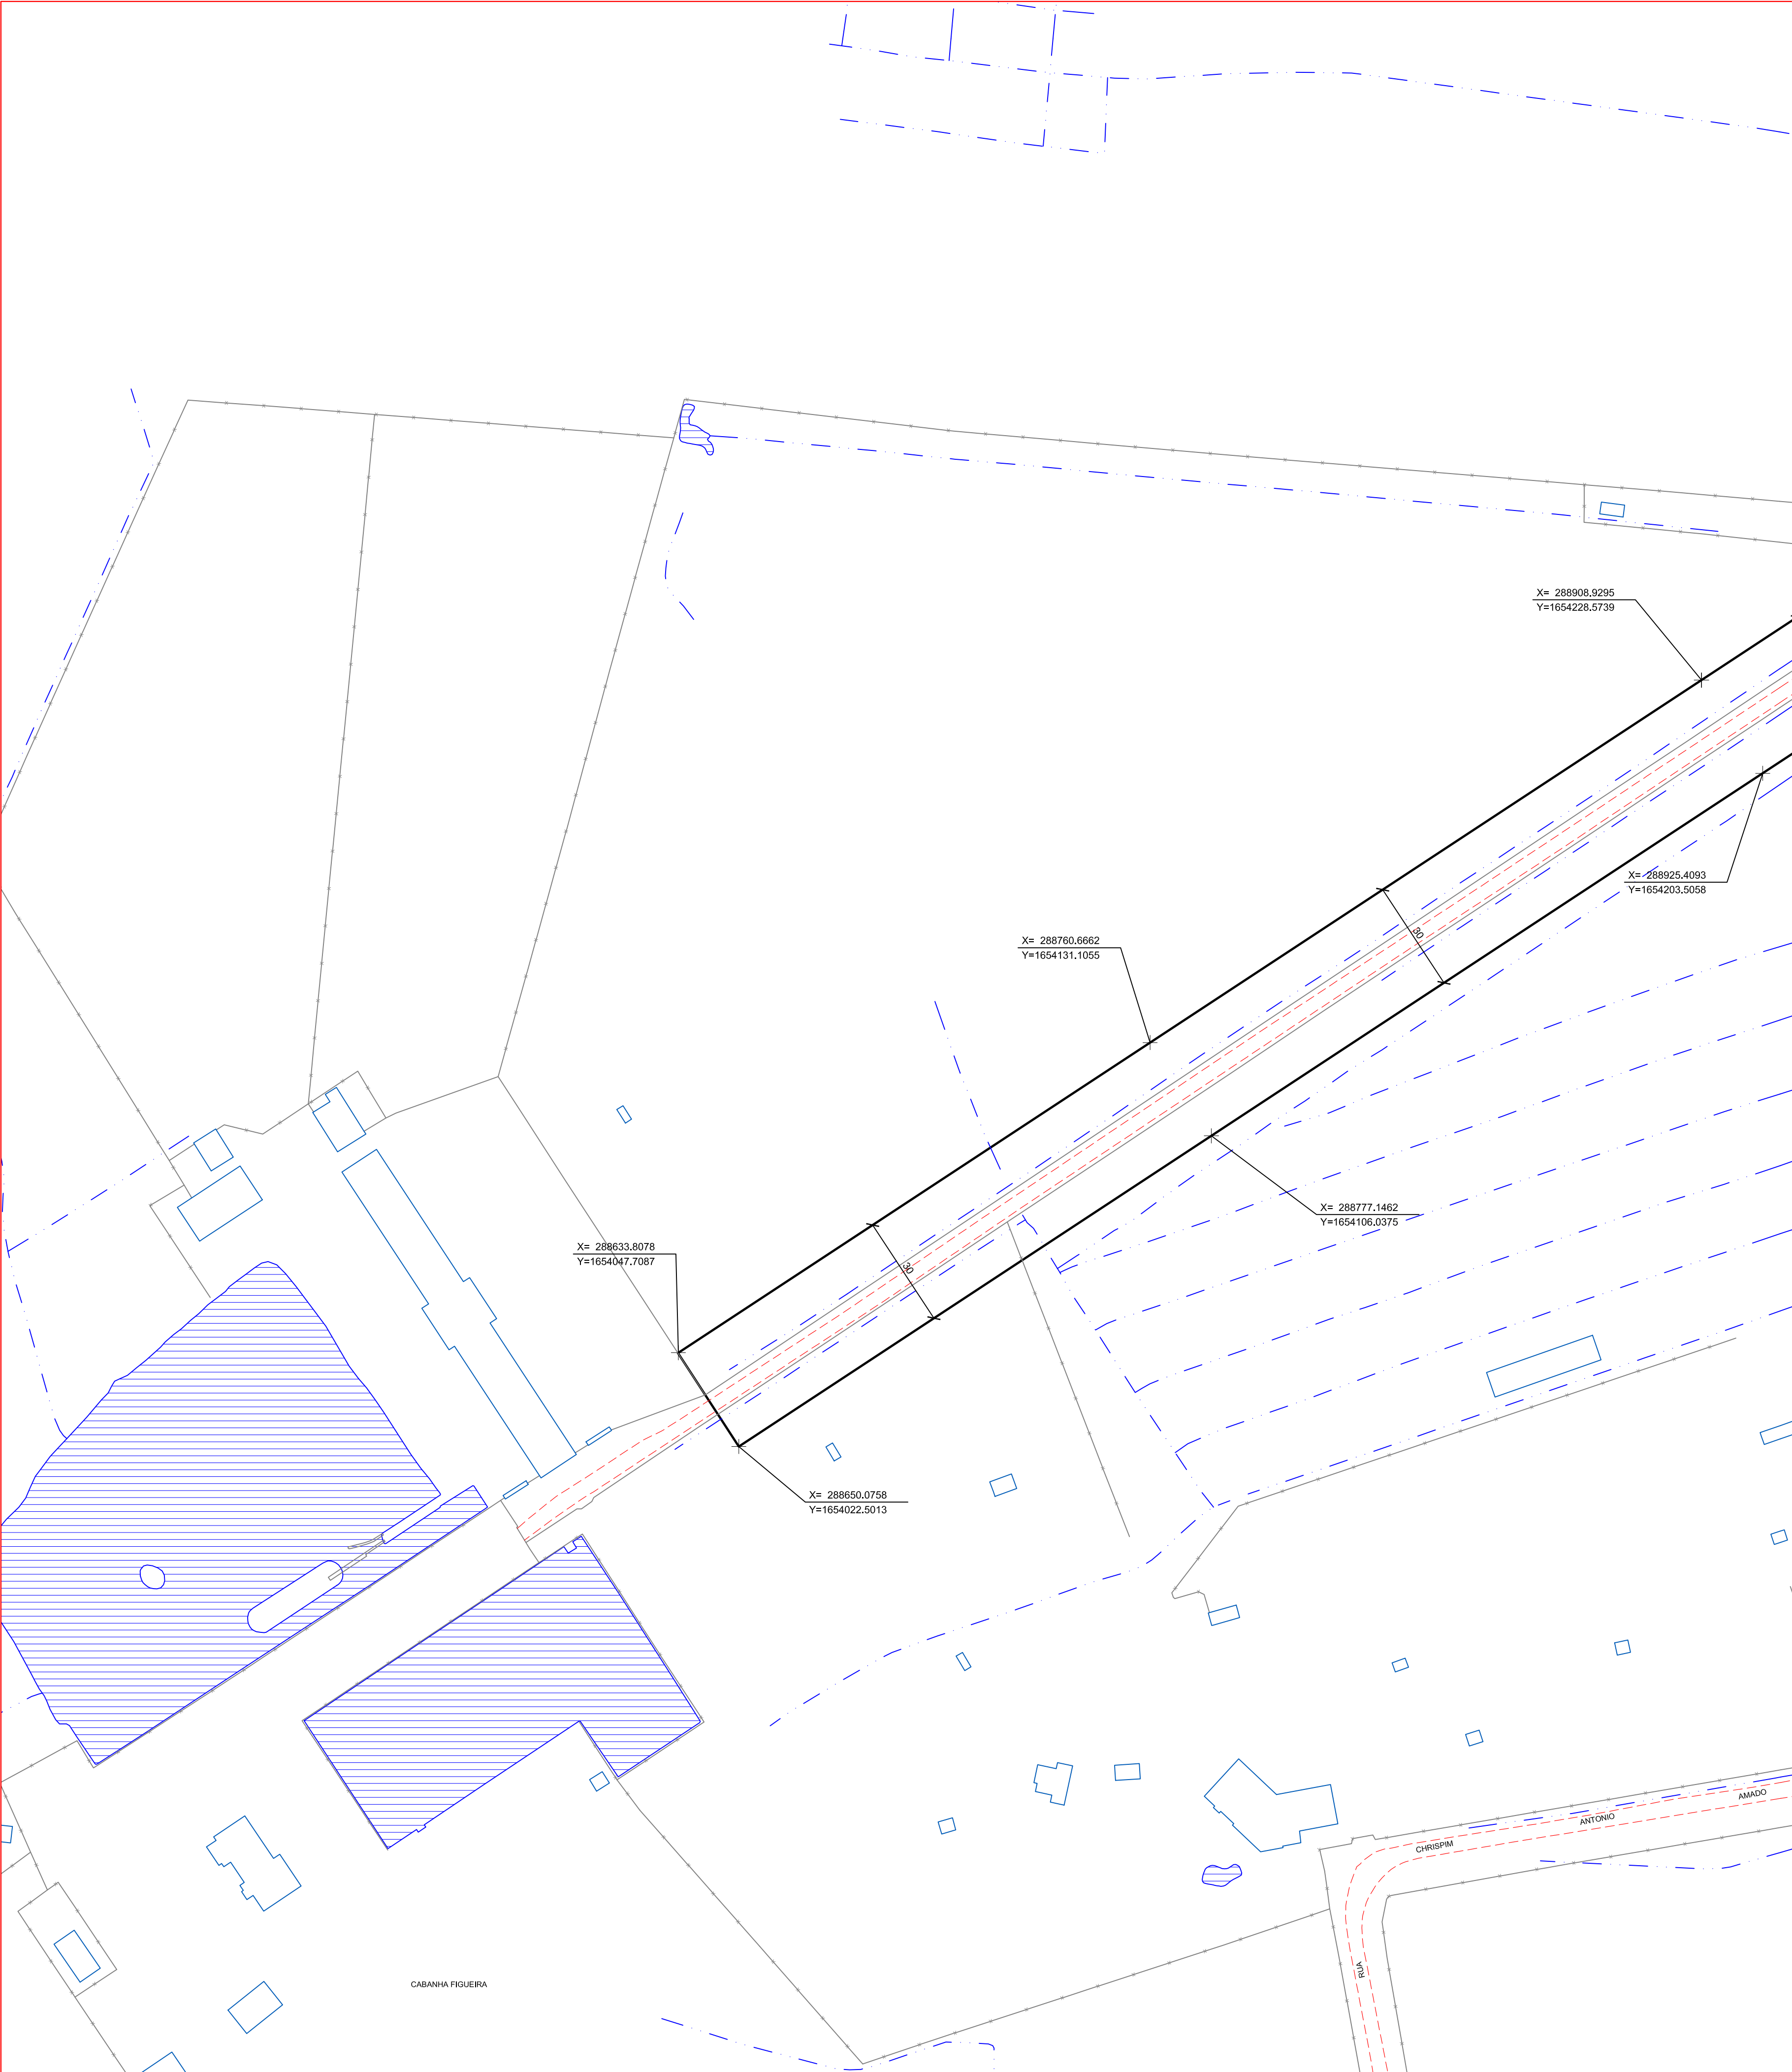 X= 288908.9295
Y=1654228.5739
X= 288925.4093
Y=1654203.5058
30
X= 288760.6662
Y=1654131.1055
X= 288777.1462
Y=1654106.0375
X= 288633.8078
Y=1654047.7087
30
X= 288650.0758
Y=1654022.5013
AMADO
ANTONIO
CHRISPIM
RUA
CABANHA FIGUEIRA